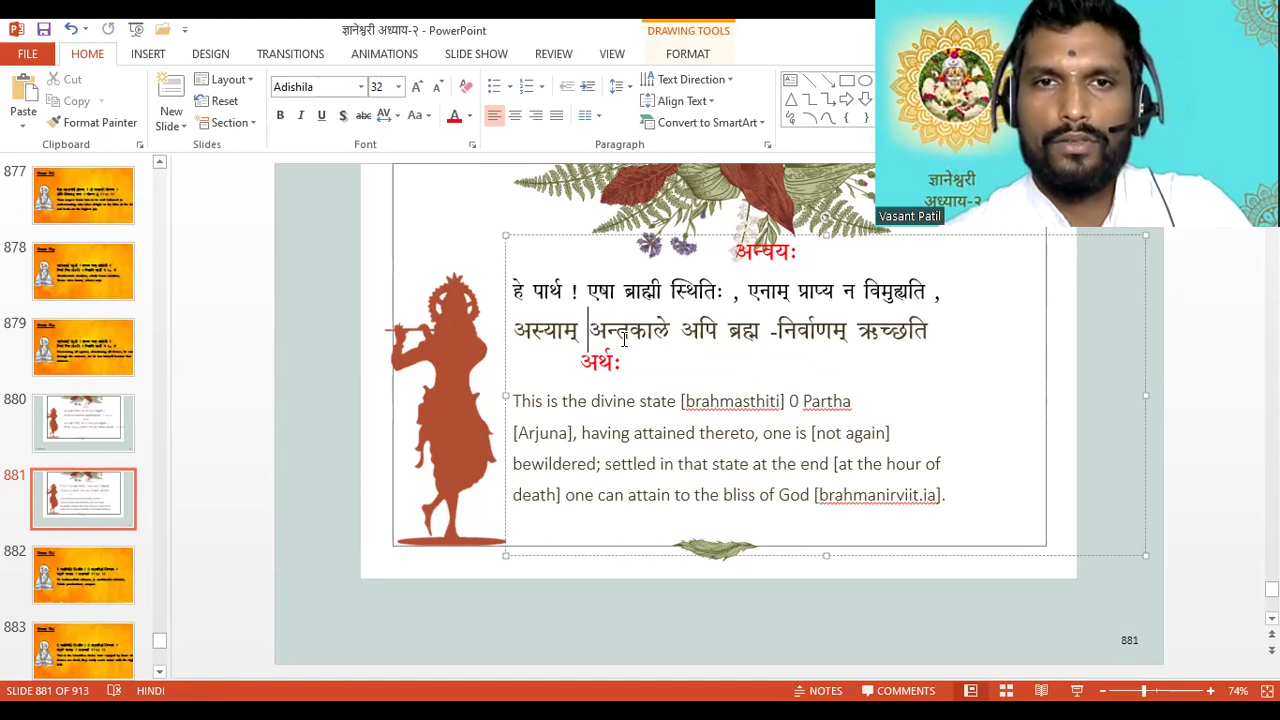 ज्ञानेश्वरी अध्याय-२ - PowerPoint
DRAWING TOOLS
FILE HOME INSERT DESIGN TRANSITIONS ANIMATIONS SLIDE SHOW REVIEW VIEW FORMAT
Paste
Cut
Copy
Format Painter
Clipboard
New Slide
Layout
Reset
Section
Slides
Adishila 32
B I U S abc AV Aa A
Font
Paragraph
Text Direction
Align Text
Convert to SmartArt
ज्ञानेश्वरी
अध्याय-२
Vasant Patil
877
878
879
880
881
882
883
अन्वयः
हे पार्थ ! एषा ब्राह्मी स्थितिः , एनाम् प्राप्य न विमुह्यति ,
अस्याम् अन्तकाले अपि ब्रह्म -निर्वाणम् ऋच्छति
अर्थः
This is the divine state [brahmasthiti] 0 Partha
[Arjuna], having attained thereto, one is [not again]
bewildered; settled in that state at the end [at the hour of
death] one can attain to the bliss of God [brahmanirviit.ia].
881
SLIDE 881 OF 913 HINDI NOTES COMMENTS 74%